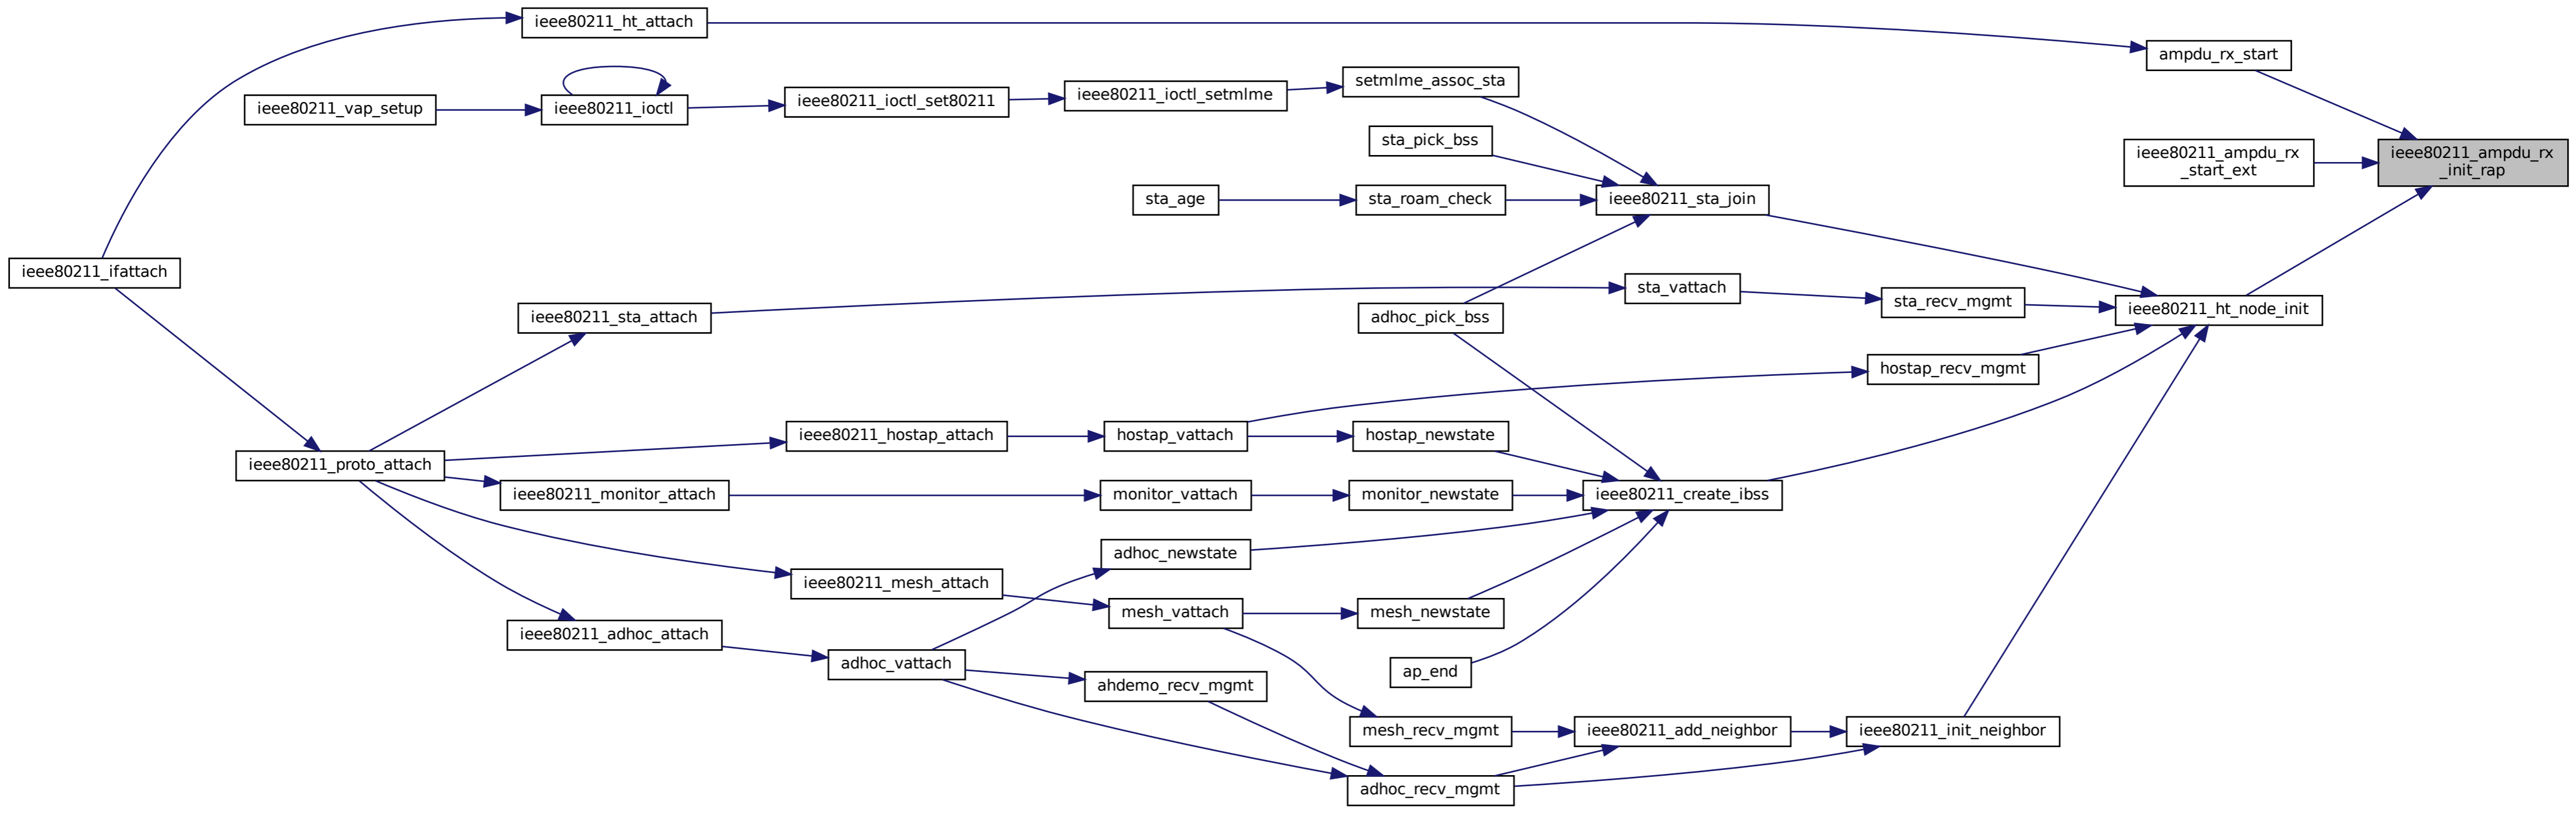 ieee80211_ht_attach
ampdu_rx_start
setmlme_assoc_sta
ieee80211_vap_setup
ieee80211_ioctl
ieee80211_ioctl_set80211
ieee80211_ioctl_setmlme
sta_pick_bss
ieee80211_ampdu_rx
_start_ext
ieee80211_ampdu_rx
_init_rap
sta_age
sta_roam_check
ieee80211_sta_join
ieee80211_ifattach
sta_vattach
sta_recv_mgmt
ieee80211_ht_node_init
ieee80211_sta_attach
adhoc_pick_bss
hostap_recv_mgmt
ieee80211_hostap_attach
hostap_vattach
hostap_newstate
ieee80211_proto_attach
ieee80211_monitor_attach
monitor_vattach
monitor_newstate
ieee80211_create_ibss
adhoc_newstate
ieee80211_mesh_attach
mesh_vattach
mesh_newstate
ieee80211_adhoc_attach
adhoc_vattach
ap_end
ahdemo_recv_mgmt
mesh_recv_mgmt
ieee80211_add_neighbor
ieee80211_init_neighbor
adhoc_recv_mgmt